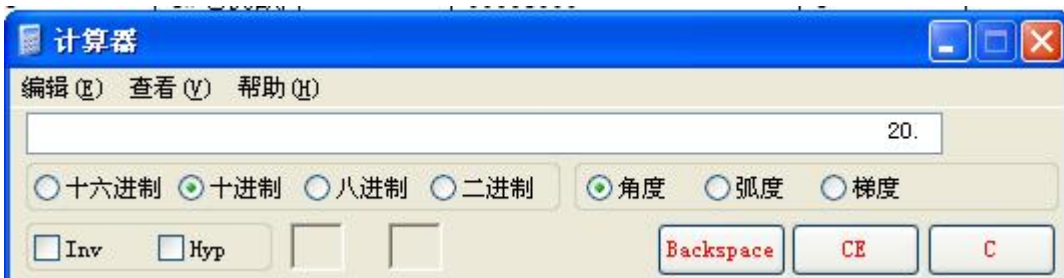 计算器
编辑(E) 查看(V) 帮助(H)
20.
十六进制 十进制 八进制 二进制 角度 弧度 梯度
Inv Hyp Backspace CE C